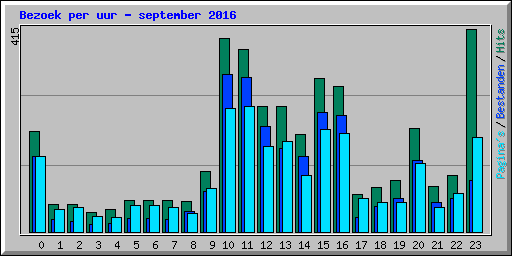 Bezoek per uur - september 2016
415
Pagina's / Bestanden / Hits
0 1 2 3 4 5 6 7 8 9 10 11 12 13 14 15 16 17 18 19 20 21 22 23